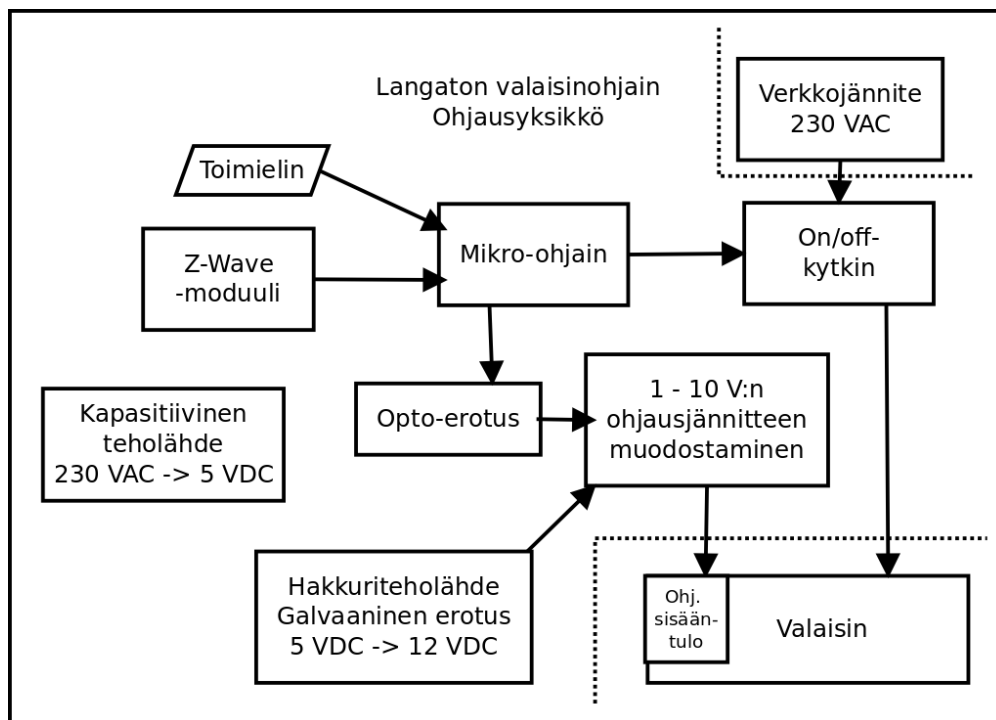 Langaton valaisinohjain
Ohjausyksikkö
Verkkojännite
230 VAC
Toimielin
Z-Wave
-moduuli
Mikro-ohjain
On/off-
kytkin
Kapasitiivinen
teholähde
230 VAC -> 5 VDC
Opto-erotus
1 - 10 V:n
ohjausjännitteen
muodostaminen
Hakkuriteholähde
Galvaaninen erotus
5 VDC -> 12 VDC
Ohj.
sisään-
tulo
Valaisin